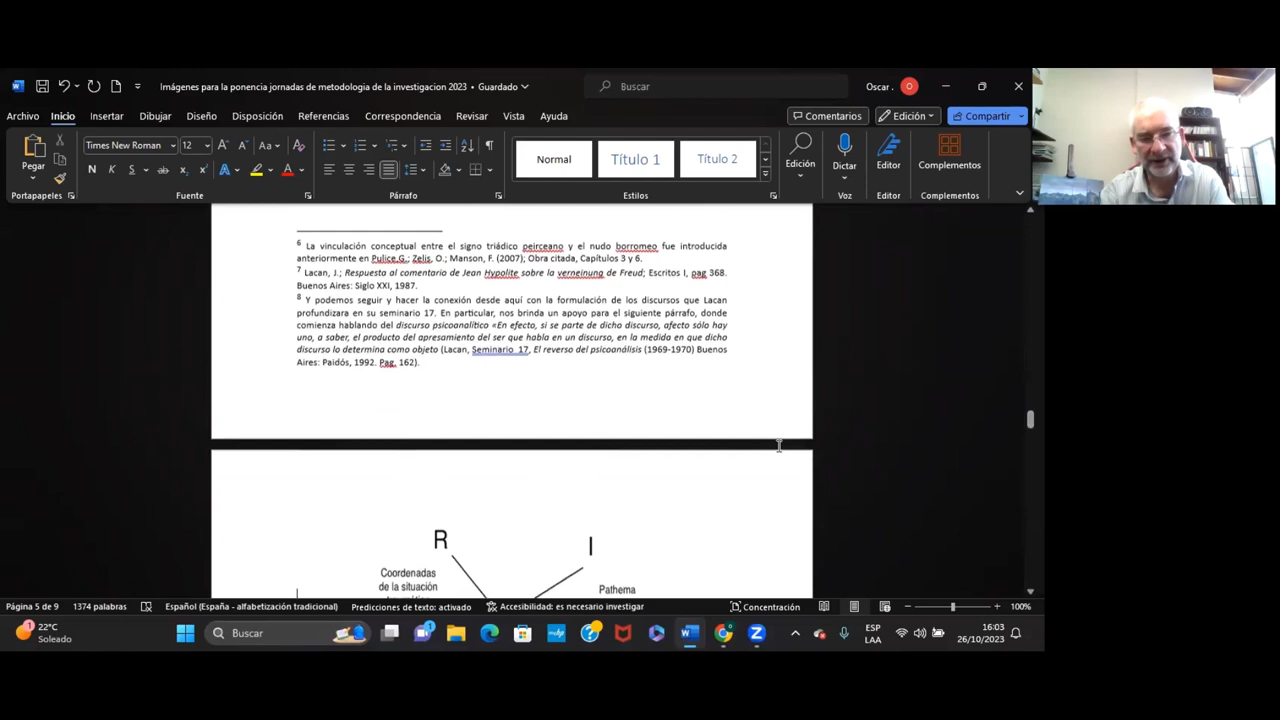 Imágenes para la ponencia jornadas de metodologia de la investigacion 2023 • Guardado
Buscar
Oscar . O
Archivo Inicio Insertar Dibujar Diseño Disposición Referencias Correspondencia Revisar Vista Ayuda
Comentarios Edición Compartir
Times New Roman 12 A A Aa A
Normal Título 1 Título 2
Pegar Edición Dictar Editor Complementos
N K S ab x₂ x² A A
Portapapeles Fuente Párrafo Estilos Voz Editor Complementos
6 La vinculación conceptual entre el signo triádico peirceano y el nudo borromeo fue introducida
anteriormente en Pulice,G.; Zelis, O.; Manson, F. (2007); Obra citada, Capítulos 3 y 6.
7 Lacan, J.; Respuesta al comentario de Jean Hypolite sobre la verneinung de Freud; Escritos I, pag 368.
Buenos Aires: Siglo XXI, 1987.
8 Y podemos seguir y hacer la conexión desde aquí con la formulación de los discursos que Lacan
profundizara en su seminario 17. En particular, nos brinda un apoyo para el siguiente párrafo, donde
comienza hablando del discurso psicoanalítico «En efecto, si se parte de dicho discurso, afecto sólo hay
uno, a saber, el producto del apresamiento del ser que habla en un discurso, en la medida en que dicho
discurso lo determina como objeto (Lacan, Seminario 17, El reverso del psicoanálisis (1969-1970) Buenos
Aires: Paidós, 1992. Pag. 162).
R
I
Coordenadas
de la situación
Pathema
Página 5 de 9 1374 palabras Español (España - alfabetización tradicional) Predicciones de texto: activado Accesibilidad: es necesario investigar Concentración 100%
1 22°C
Soleado
Buscar
ESP
LAA
16:03
26/10/2023